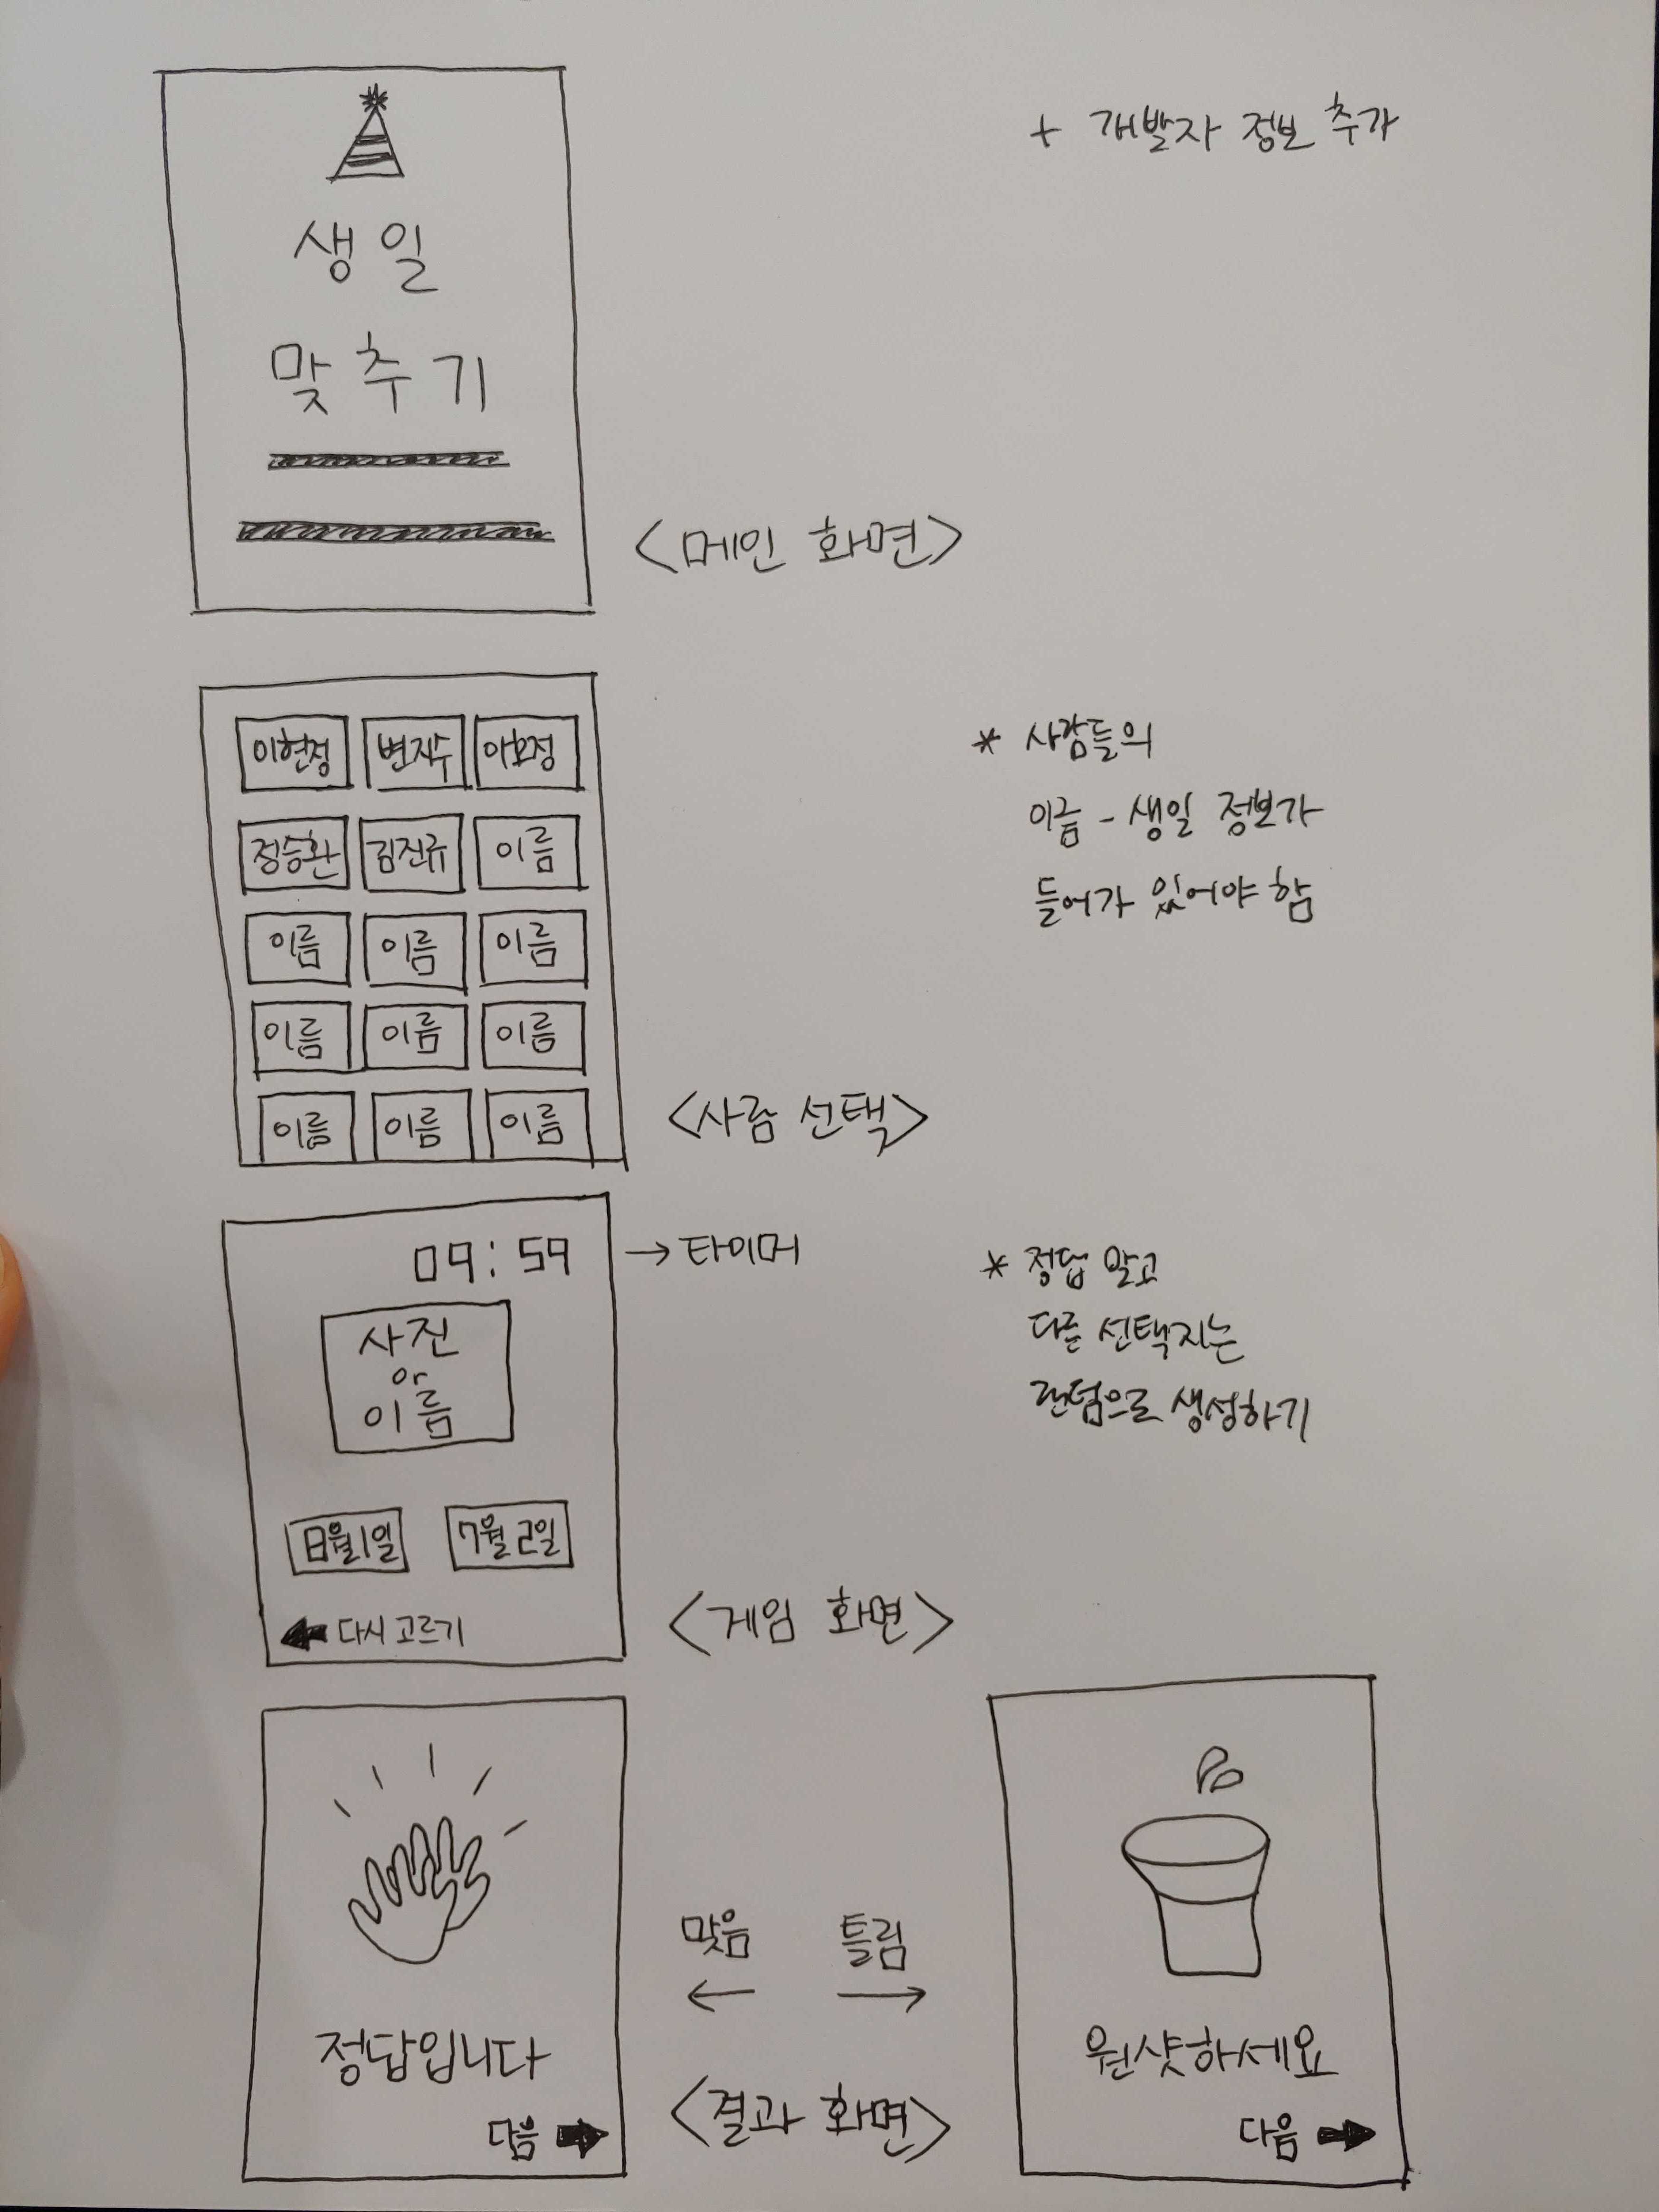 + 개발자 정보 추가
생일
맞추기
<메인 화면>
이현정 변지수 이효정
정승환 김진규 이름
이름 이름 이름
이름 이름 이름
이름 이름 이름
<사람 선택>
* 사람들의
이름 - 생일 정보가
들어가 있어야 함
09:59 → 타이머
사진
or
이름
8월1일 7월2일
← 다시 고르기
<게임 화면>
* 정답 말고
다른 선택지는
랜덤으로 생성하기
정답입니다
다음 →
맞음 틀림
← →
<결과 화면>
원샷하세요
다음 →